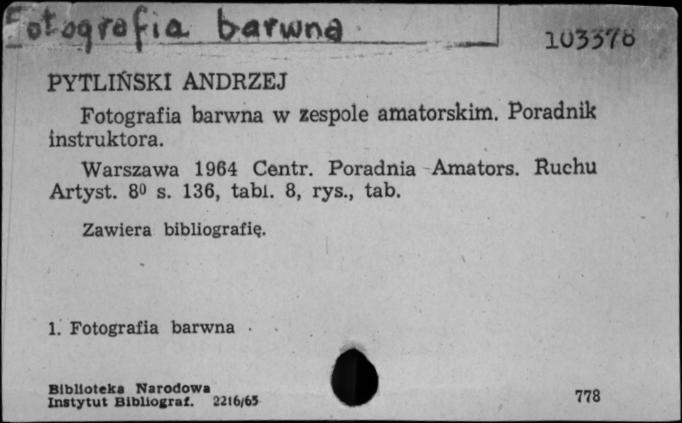 Fotografia barwna
103378
PYTLIŃSKI ANDRZEJ
Fotografia barwna w zespole amatorskim. Poradnik
instruktora.
Warszawa 1964 Centr. Poradnia Amators. Ruchu
Artyst. 8⁰ s. 136, tabl. 8, rys., tab.
Zawiera bibliografię.
1. Fotografia barwna
Biblioteka Narodowa
Instytut Bibliograf. 2216/65
778